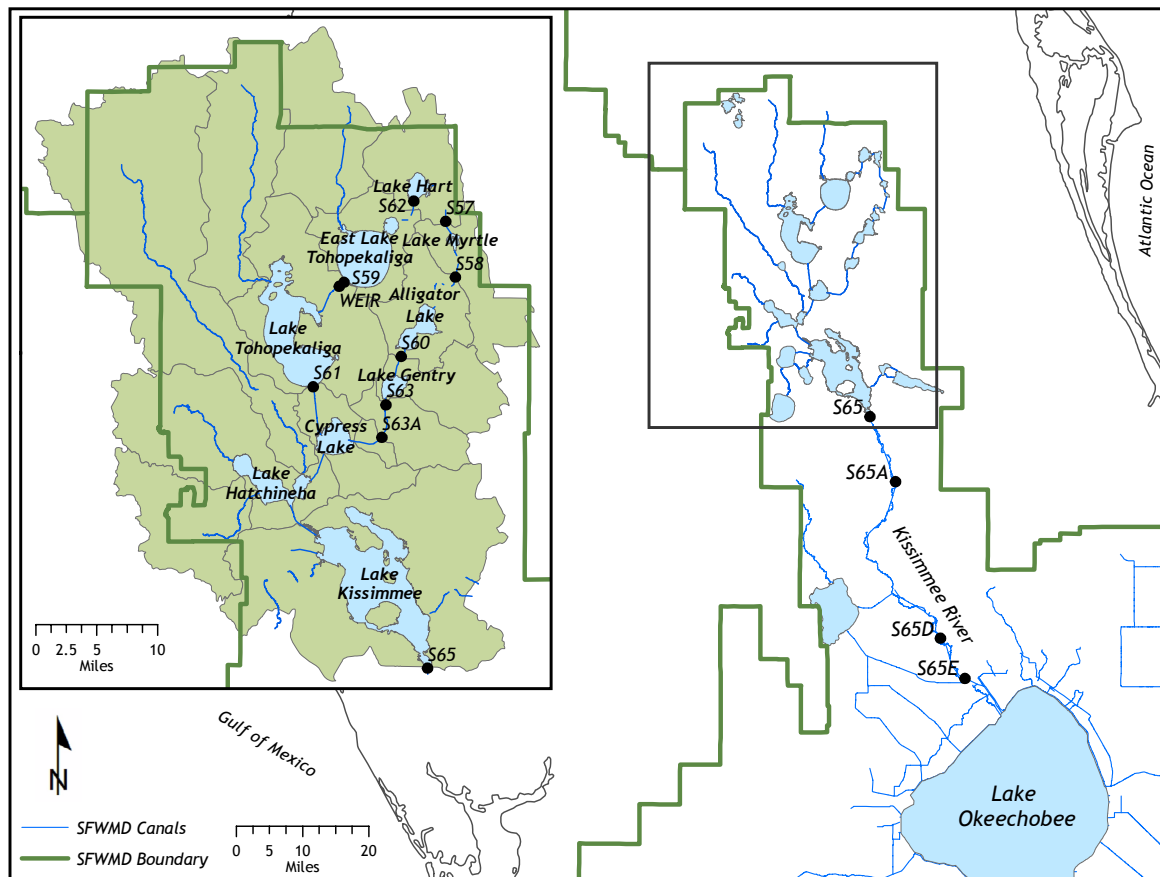 Lake Hart
S62
S57
East Lake
Tohopekaliga
Lake Myrtle
S59
S58
WEIR
Alligator
Lake
Lake
Tohopekaliga
S60
S61
Lake Gentry
S63
Cypress
Lake
S63A
Lake
Hatchineha
Lake
Kissimmee
S65
0 2.5 5 10
Miles
Gulf of Mexico
N
SFWMD Canals
SFWMD Boundary
0 5 10 20
Miles
Atlantic Ocean
S65
S65A
Kissimmee River
S65D
S65E
Lake
Okeechobee